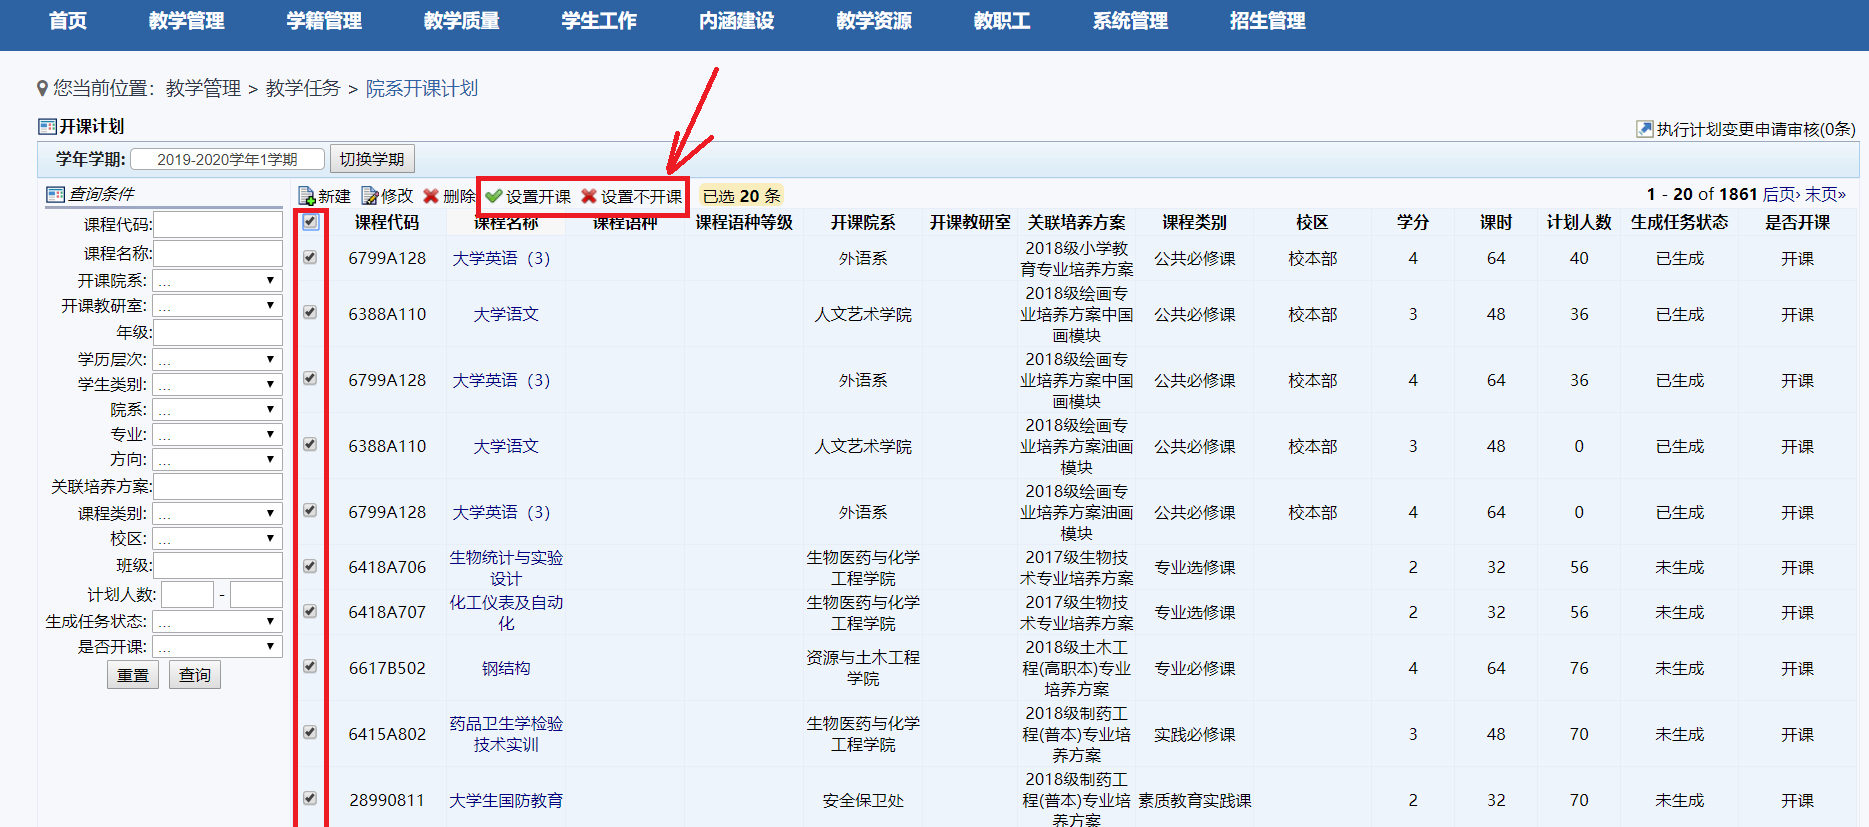 首页 教学管理 学籍管理 教学质量 学生工作 内涵建设 教学资源 教职工 系统管理 招生管理
您当前位置：教学管理 > 教学任务 > 院系开课计划
开课计划
执行计划变更申请审核(0条)
学年学期: 2019-2020学年1学期 切换学期
查询条件
课程代码:
课程名称:
开课院系: ...
开课教研室: ...
年级:
学历层次: ...
学生类别: ...
院系: ...
专业: ...
方向: ...
关联培养方案:
课程类别: ...
校区: ...
班级:
计划人数: -
生成任务状态: ...
是否开课: ...
重置 查询
新建 修改 删除 设置开课 设置不开课 已选 20 条 1 - 20 of 1861 后页› 末页»
课程代码 课程名称 课程语种 课程语种等级 开课院系 开课教研室 关联培养方案 课程类别 校区 学分 课时 计划人数 生成任务状态 是否开课
2018级小学教
6799A128 大学英语（3） 外语系 公共必修课 校本部 4 64 40 已生成 开课
育专业培养方案
2018级绘画专
6388A110 大学语文 人文艺术学院 业培养方案中国 公共必修课 校本部 3 48 36 已生成 开课
画模块
2018级绘画专
6799A128 大学英语（3） 外语系 业培养方案中国 公共必修课 校本部 4 64 36 已生成 开课
画模块
2018级绘画专
6388A110 大学语文 人文艺术学院 业培养方案油画 公共必修课 校本部 3 48 0 已生成 开课
模块
2018级绘画专
6799A128 大学英语（3） 外语系 业培养方案油画 公共必修课 校本部 4 64 0 已生成 开课
模块
生物统计与实验 生物医药与化学 2017级生物技
6418A706 专业选修课 2 32 56 未生成 开课
设计 工程学院 术专业培养方案
化工仪表及自动 生物医药与化学 2017级生物技
6418A707 专业选修课 2 32 56 未生成 开课
化 工程学院 术专业培养方案
资源与土木工程 2018级土木工
6617B502 钢结构 程(高职本)专业 专业必修课 4 64 76 未生成 开课
学院 培养方案
药品卫生学检验 生物医药与化学 2018级制药工
6415A802 程(普本)专业培 实践必修课 3 48 70 未生成 开课
技术实训 工程学院 养方案
2018级制药工
28990811 大学生国防教育 安全保卫处 程(普本)专业培 素质教育实践课 2 32 70 未生成 开课
养方案